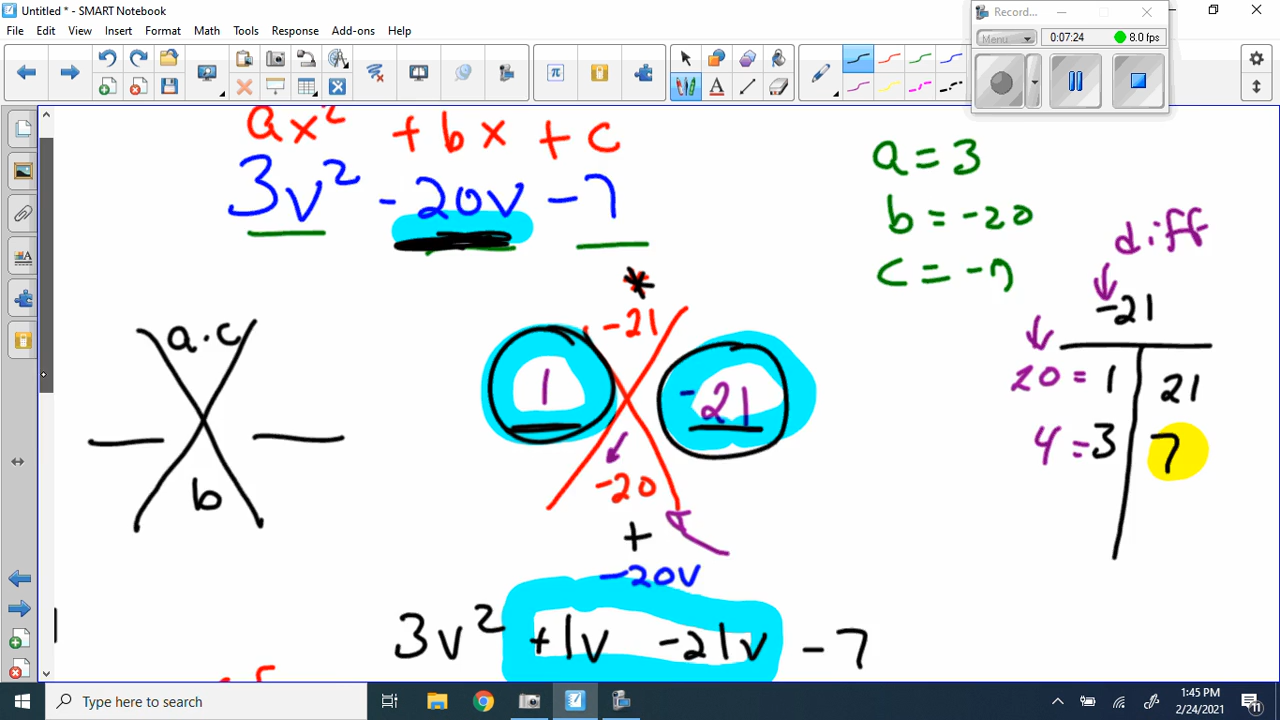 Untitled * - SMART Notebook
File Edit View Insert Format Math Tools Response Add-ons Help
Record...
Menu
0:07:24
8.0 fps
ax² + bx + c
3v² - 20v - 7
a = 3
b = -20
c = -7
diff
-21
20 = 1 21
4 = 3 7
a·c
b
*
-21
1 -21
-20
+
-20v
3v² +1v -21v -7
Type here to search
1:45 PM
2/24/2021
11